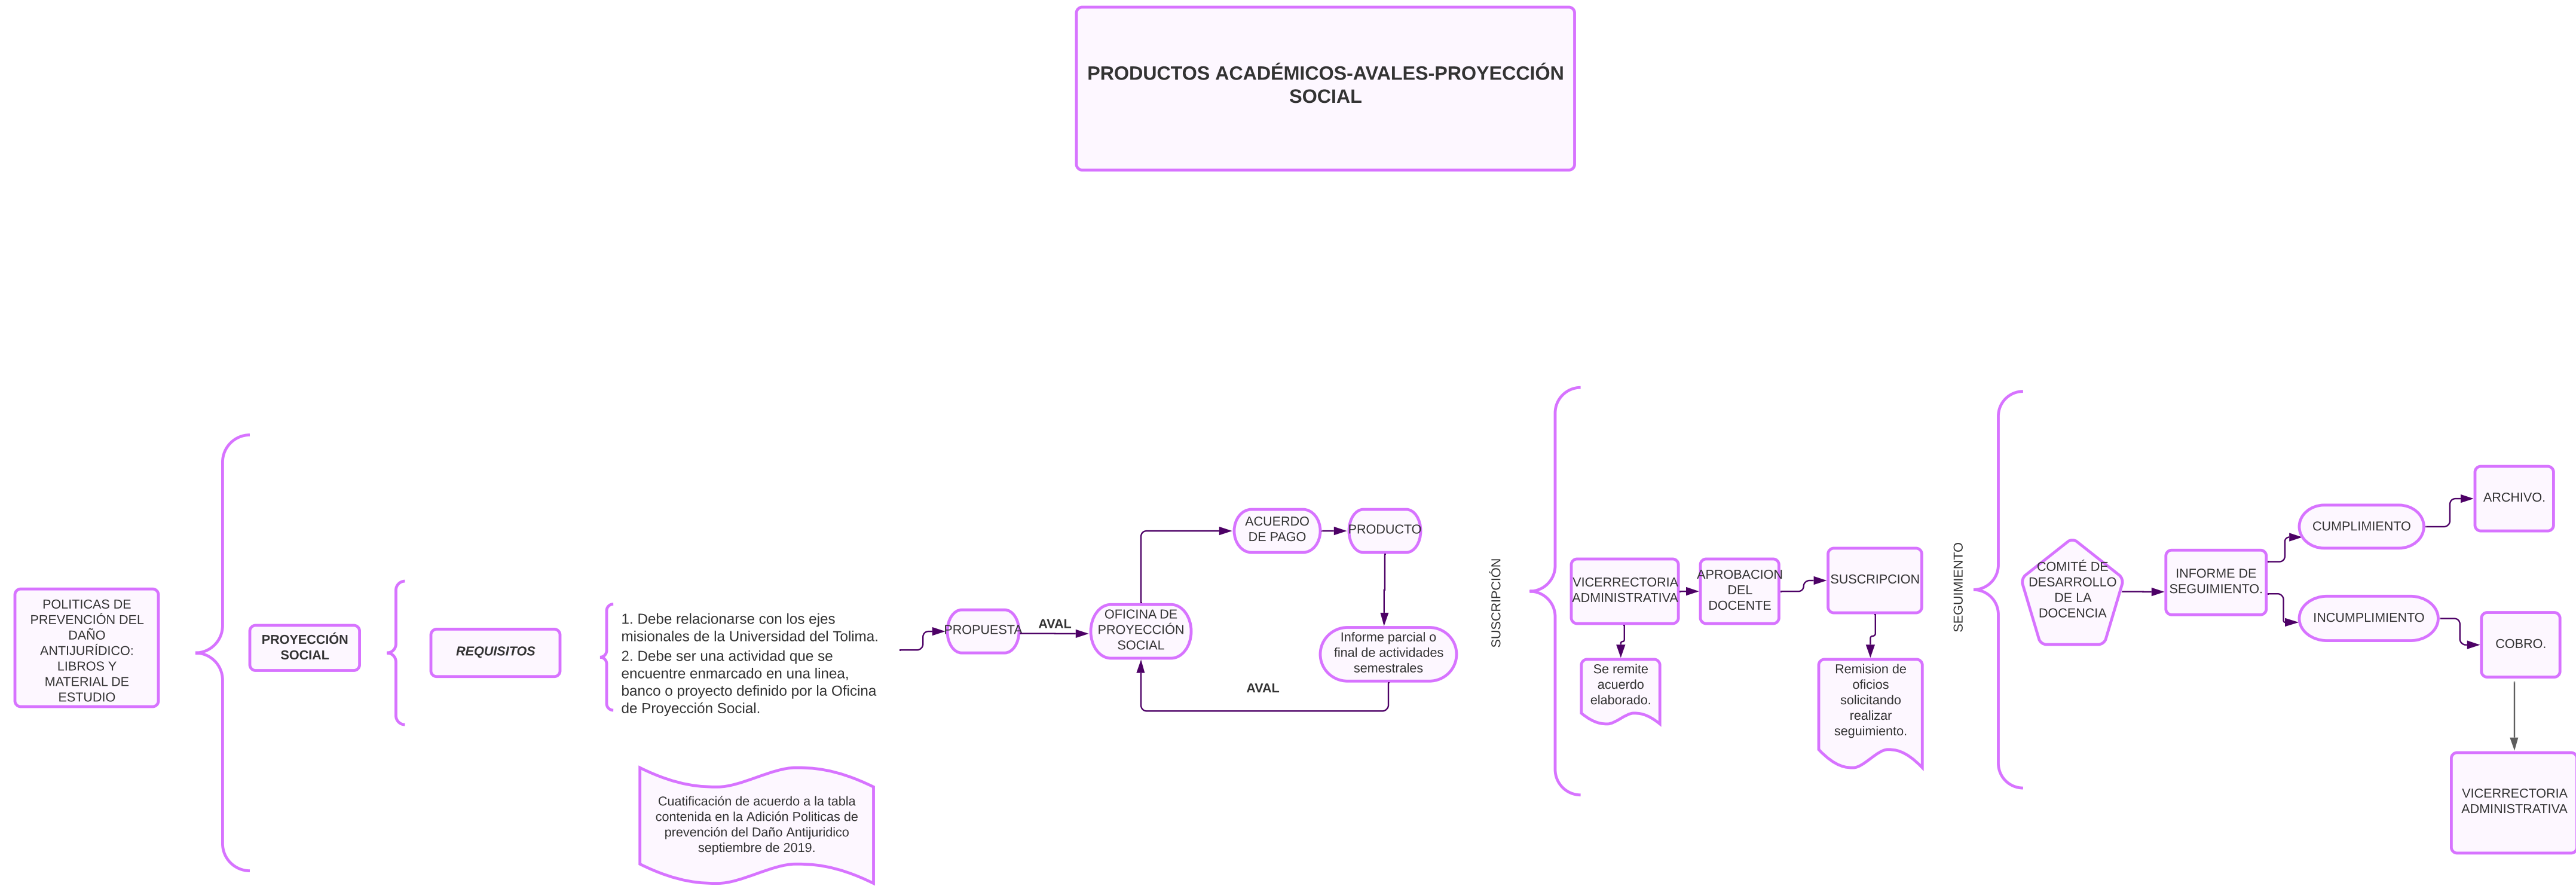 PRODUCTOS ACADÉMICOS-AVALES-PROYECCIÓN
SOCIAL
POLITICAS DE
PREVENCIÓN DEL
DAÑO
ANTIJURÍDICO:
LIBROS Y
MATERIAL DE
ESTUDIO
PROYECCIÓN
SOCIAL
REQUISITOS
1. Debe relacionarse con los ejes
misionales de la Universidad del Tolima.
2. Debe ser una actividad que se
encuentre enmarcado en una linea,
banco o proyecto definido por la Oficina
de Proyección Social.
Cuatificación de acuerdo a la tabla
contenida en la Adición Politicas de
prevención del Daño Antijuridico
septiembre de 2019.
PROPUESTA
AVAL
OFICINA DE
PROYECCIÓN
SOCIAL
ACUERDO
DE PAGO
PRODUCTO
Informe parcial o
final de actividades
semestrales
AVAL
SUSCRIPCIÓN
VICERRECTORIA
ADMINISTRATIVA
Se remite
acuerdo
elaborado.
APROBACION
DEL
DOCENTE
SUSCRIPCION
Remision de
oficios
solicitando
realizar
seguimiento.
SEGUIMIENTO
COMITÉ DE
DESARROLLO
DE LA
DOCENCIA
INFORME DE
SEGUIMIENTO.
CUMPLIMIENTO
ARCHIVO.
INCUMPLIMIENTO
COBRO.
VICERRECTORIA
ADMINISTRATIVA